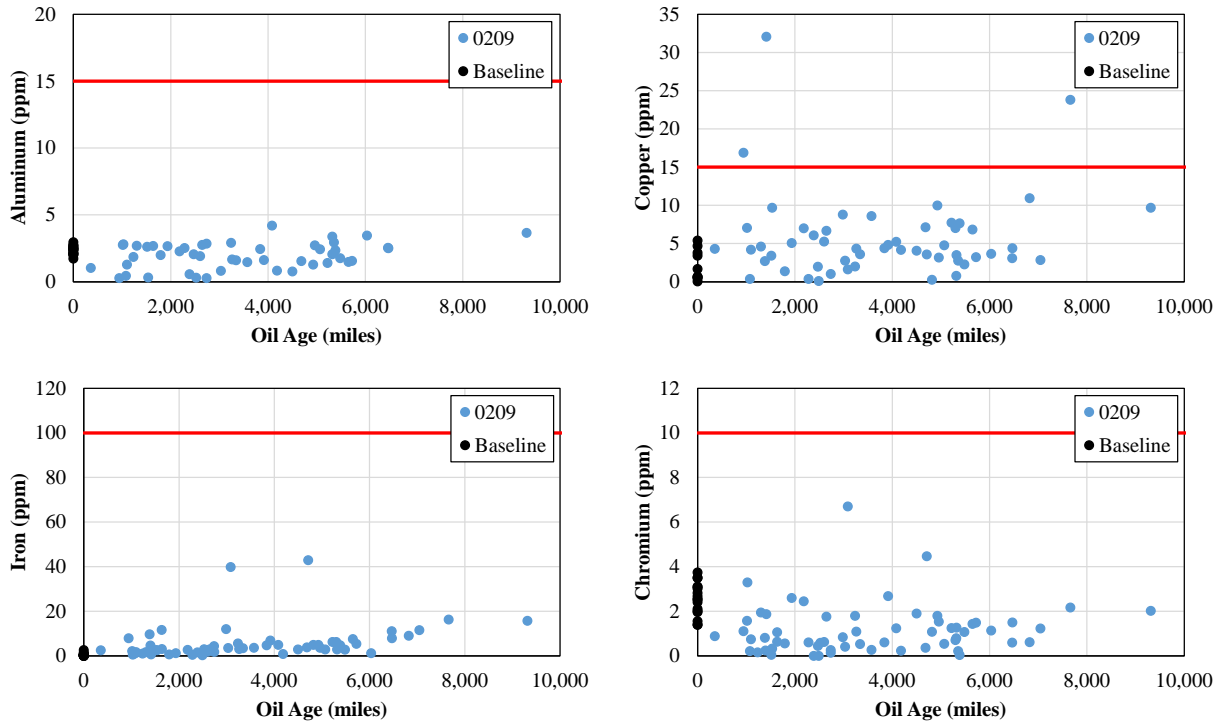 20
15
10
5
0
Aluminum (ppm)
0 2,000 4,000 6,000 8,000 10,000
Oil Age (miles)
0209
Baseline
35
30
25
20
15
10
5
0
Copper (ppm)
0 2,000 4,000 6,000 8,000 10,000
Oil Age (miles)
0209
Baseline
120
100
80
60
40
20
0
Iron (ppm)
0 2,000 4,000 6,000 8,000 10,000
Oil Age (miles)
0209
Baseline
12
10
8
6
4
2
0
Chromium (ppm)
0 2,000 4,000 6,000 8,000 10,000
Oil Age (miles)
0209
Baseline